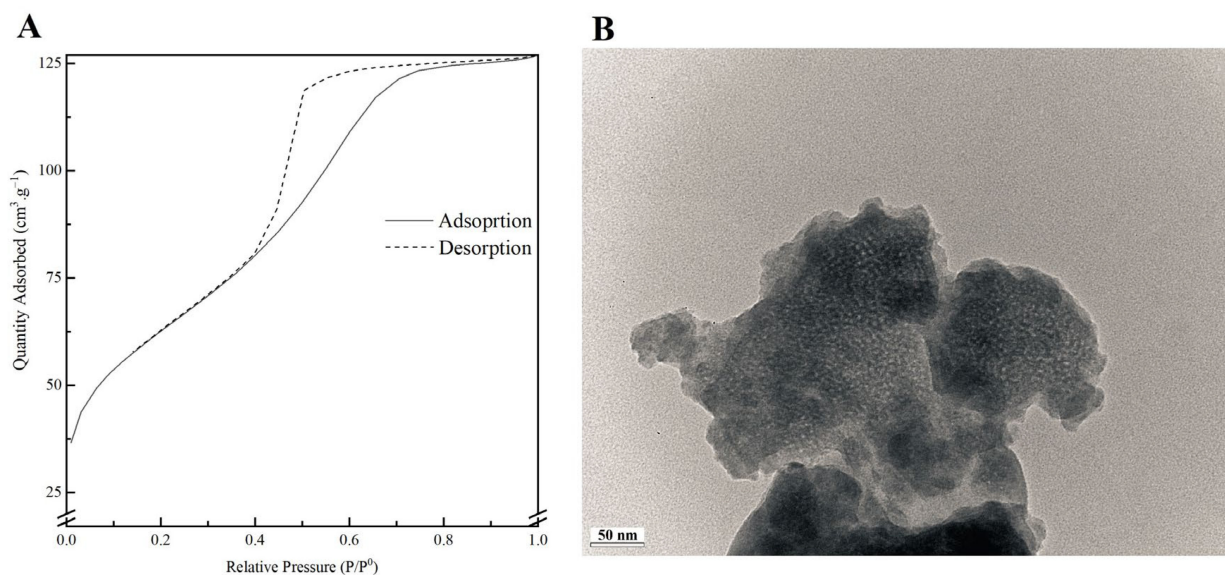 A
B
125
100
75
50
25
Quantity Adsorbed (cm³.g⁻¹)
Adsoprtion
Desorption
0.0 0.2 0.4 0.6 0.8 1.0
Relative Pressure (P/P⁰)
50 nm